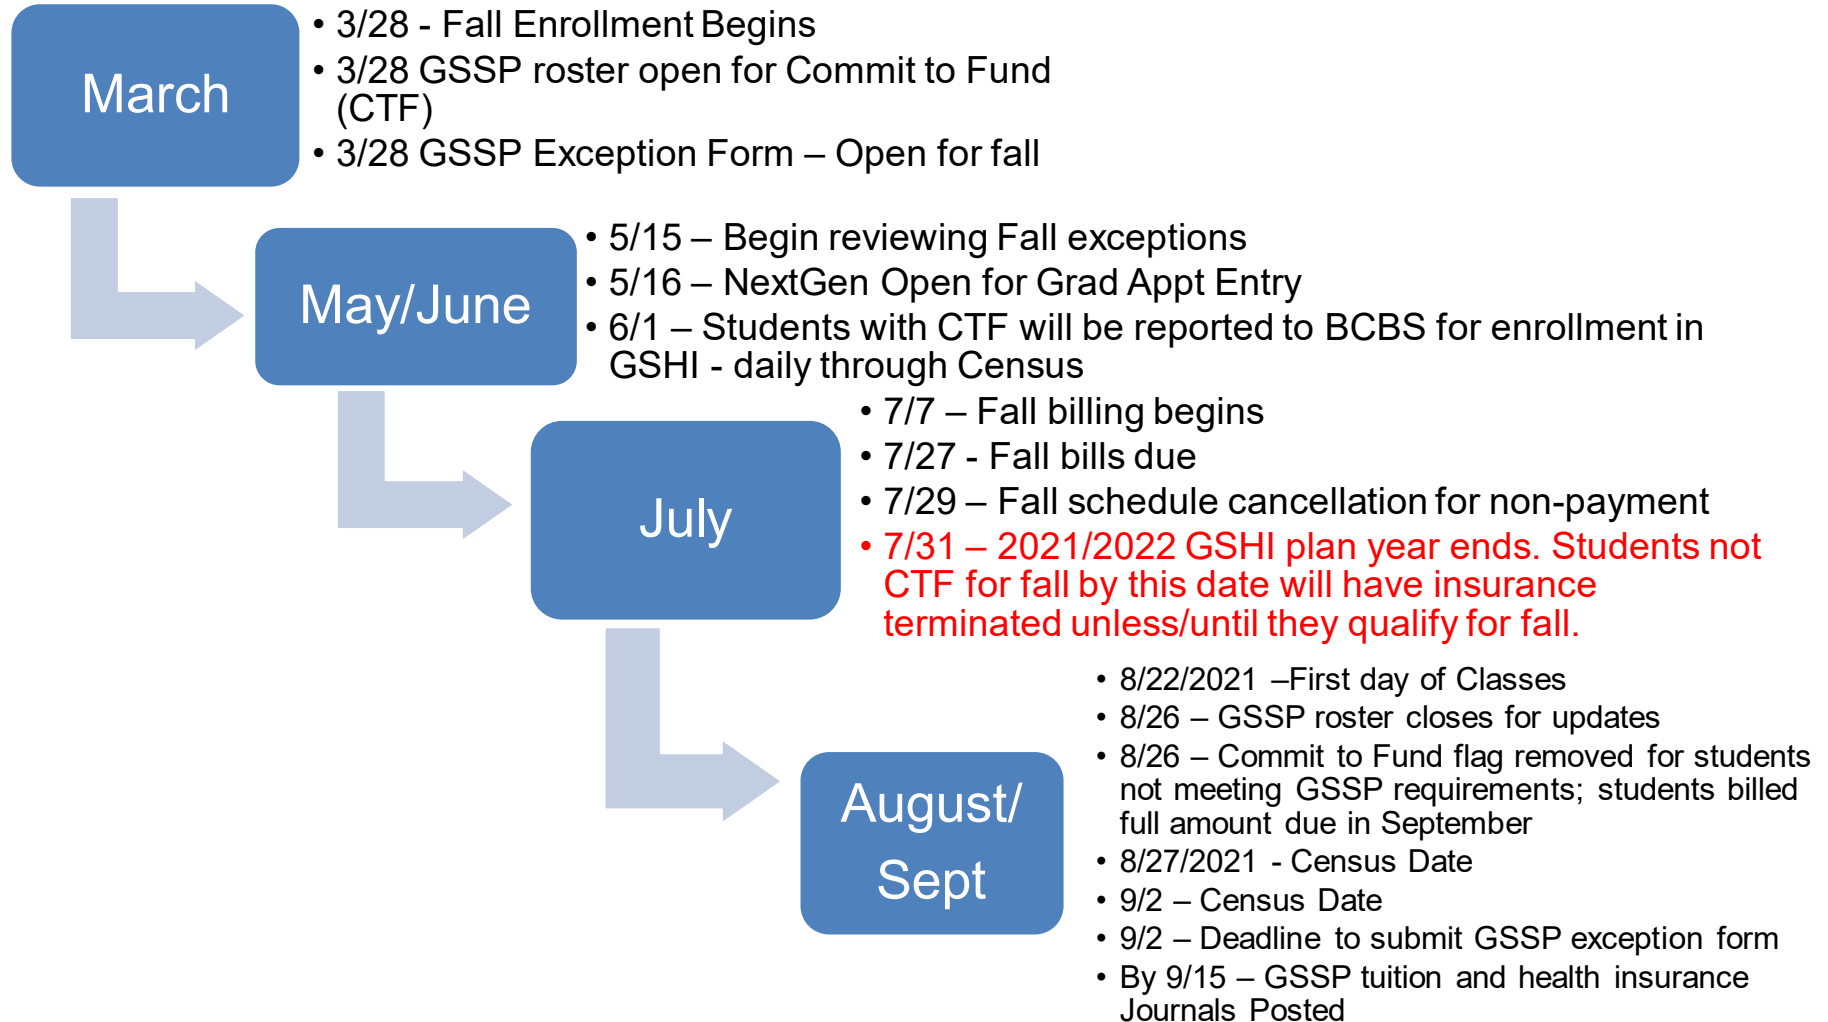 March
• 3/28 - Fall Enrollment Begins
• 3/28 GSSP roster open for Commit to Fund
(CTF)
• 3/28 GSSP Exception Form – Open for fall
May/June
• 5/15 – Begin reviewing Fall exceptions
• 5/16 – NextGen Open for Grad Appt Entry
• 6/1 – Students with CTF will be reported to BCBS for enrollment in
GSHI - daily through Census
July
• 7/7 – Fall billing begins
• 7/27 - Fall bills due
• 7/29 – Fall schedule cancellation for non-payment
• 7/31 – 2021/2022 GSHI plan year ends. Students not
CTF for fall by this date will have insurance
terminated unless/until they qualify for fall.
August/
Sept
• 8/22/2021 –First day of Classes
• 8/26 – GSSP roster closes for updates
• 8/26 – Commit to Fund flag removed for students
not meeting GSSP requirements; students billed
full amount due in September
• 8/27/2021 - Census Date
• 9/2 – Census Date
• 9/2 – Deadline to submit GSSP exception form
• By 9/15 – GSSP tuition and health insurance
Journals Posted